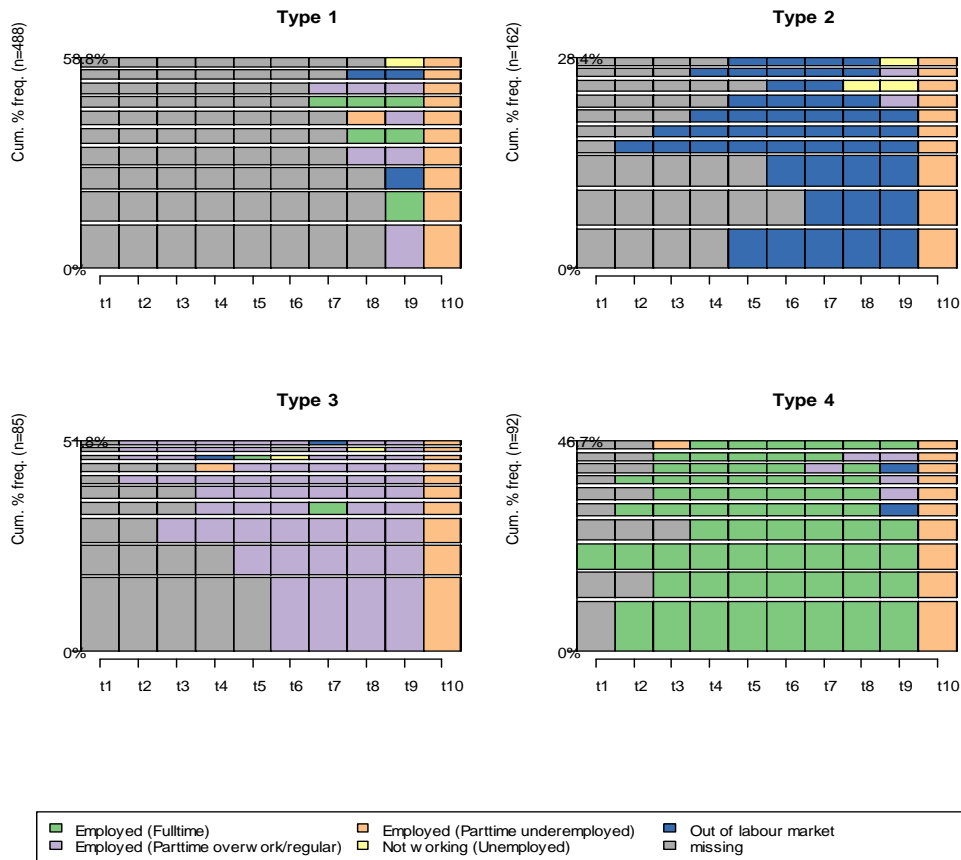 Type 1
Type 2
Cum. % freq. (n=488)
58.8%
0%
t1 t2 t3 t4 t5 t6 t7 t8 t9 t10
Cum. % freq. (n=162)
28.4%
0%
t1 t2 t3 t4 t5 t6 t7 t8 t9 t10
Type 3
Type 4
Cum. % freq. (n=85)
51.8%
0%
t1 t2 t3 t4 t5 t6 t7 t8 t9 t10
Cum. % freq. (n=92)
46.7%
0%
t1 t2 t3 t4 t5 t6 t7 t8 t9 t10
Employed (Fulltime)
Employed (Parttime overwork/regular)
Employed (Parttime underemployed)
Not working (Unemployed)
Out of labour market
missing